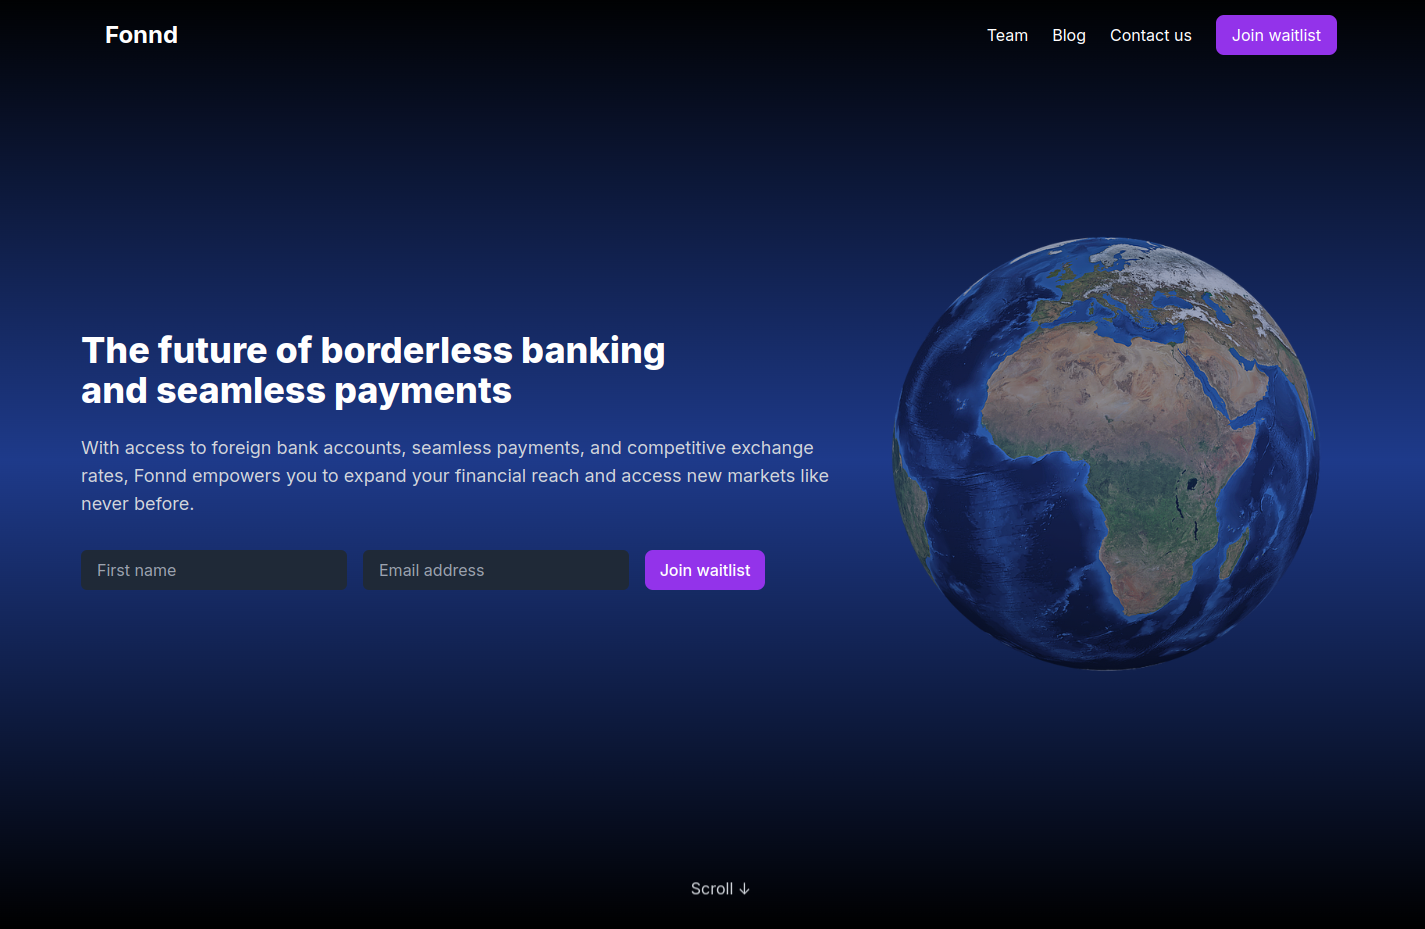 Fonnd
Team
Blog
Contact us
Join waitlist
The future of borderless banking
and seamless payments
With access to foreign bank accounts, seamless payments, and competitive exchange
rates, Fonnd empowers you to expand your financial reach and access new markets like
never before.
First name
Email address
Join waitlist
Scroll ↓